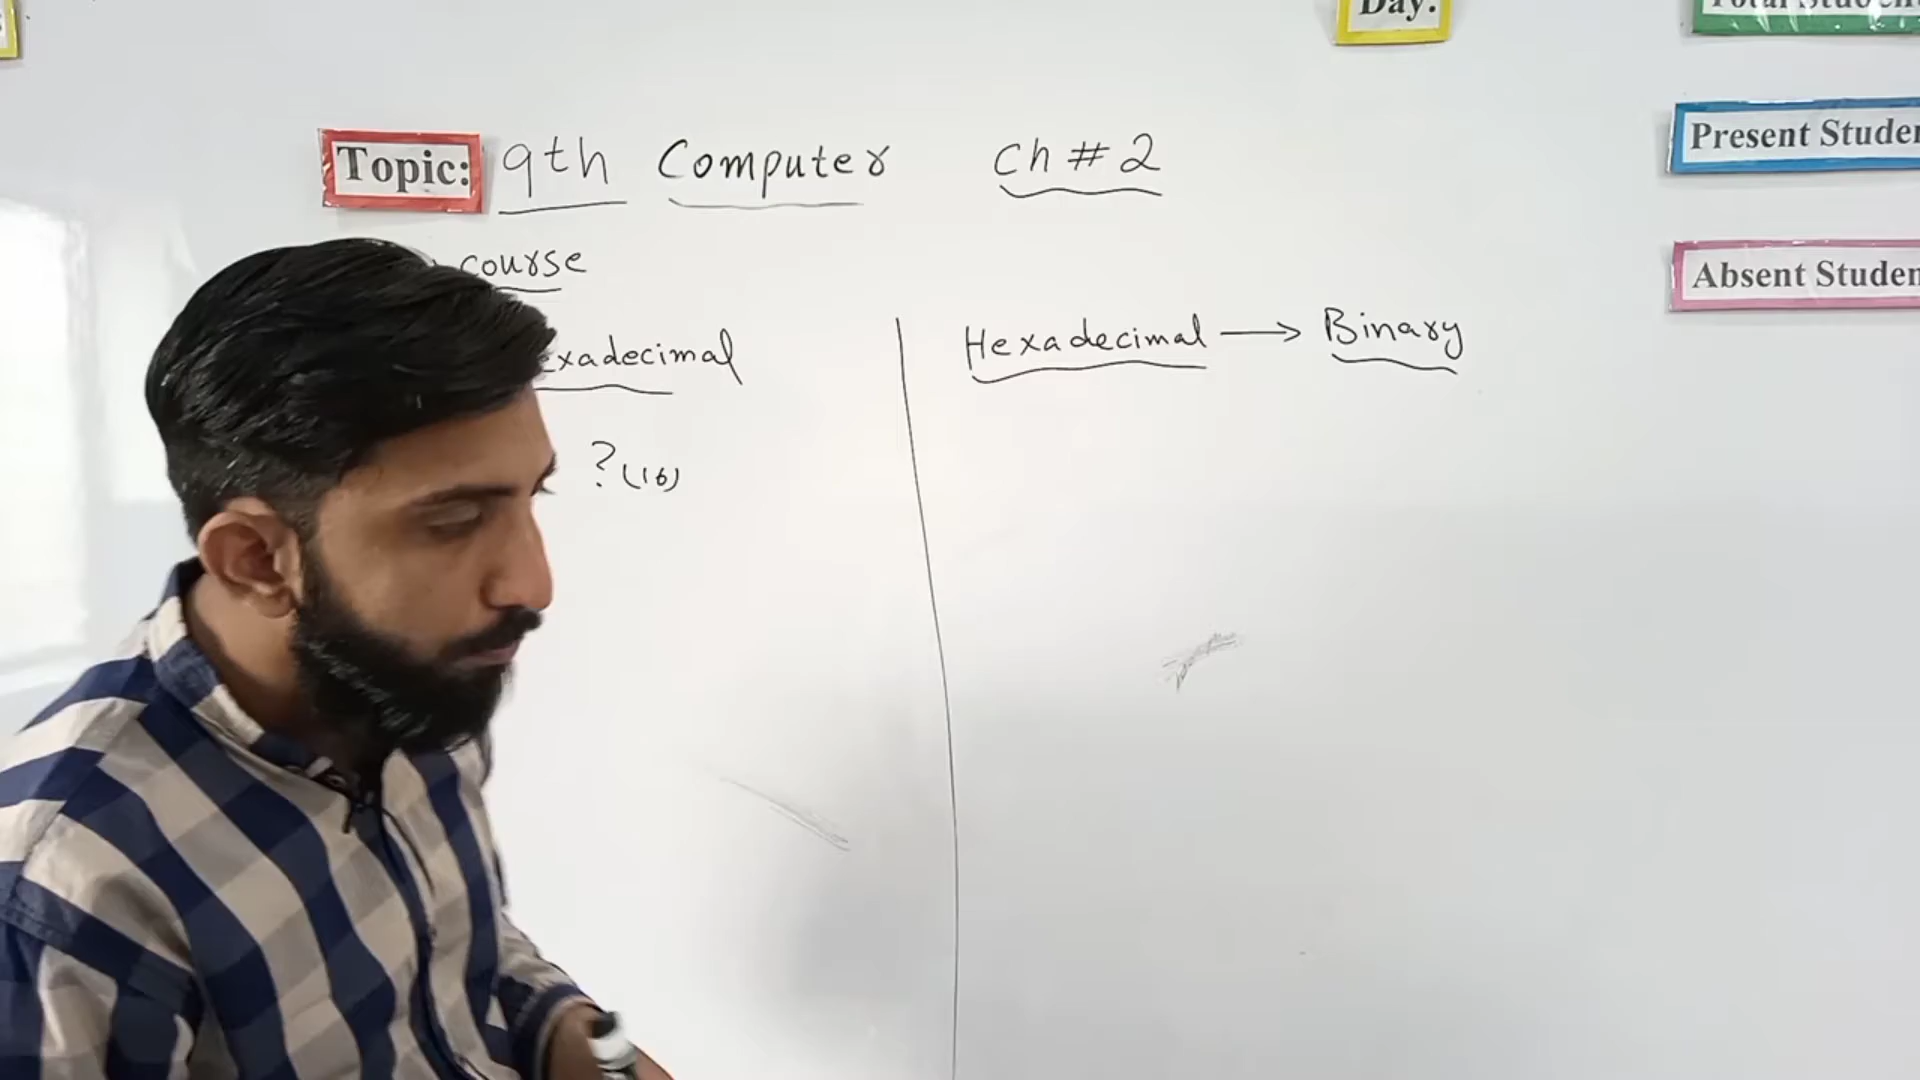 Day:
Topic: 9th Computer Ch # 2
Present Studen
Absent Studen
course
exadecimal
Hexadecimal → Binary
? (16)